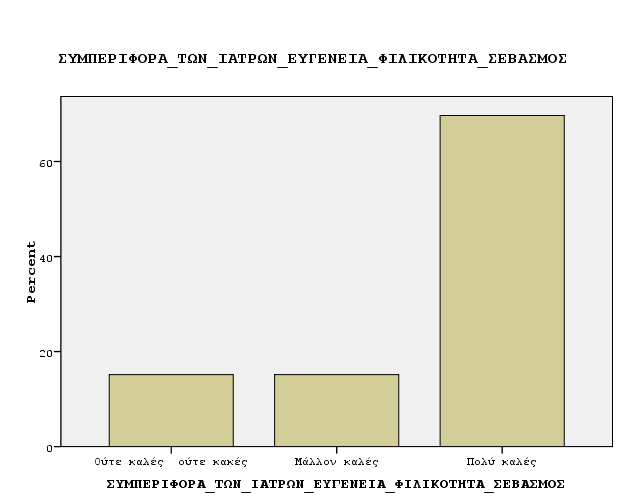 ΣΥΜΠΕΡΙΦΟΡΑ_ΤΩΝ_ΙΑΤΡΩΝ_ΕΥΓΕΝΕΙΑ_ΦΙΛΙΚΟΤΗΤΑ_ΣΕΒΑΣΜΟΣ
60
40
20
0
Percent
Ούτε καλές ούτε κακές Μάλλον καλές Πολύ καλές
ΣΥΜΠΕΡΙΦΟΡΑ_ΤΩΝ_ΙΑΤΡΩΝ_ΕΥΓΕΝΕΙΑ_ΦΙΛΙΚΟΤΗΤΑ_ΣΕΒΑΣΜΟΣ